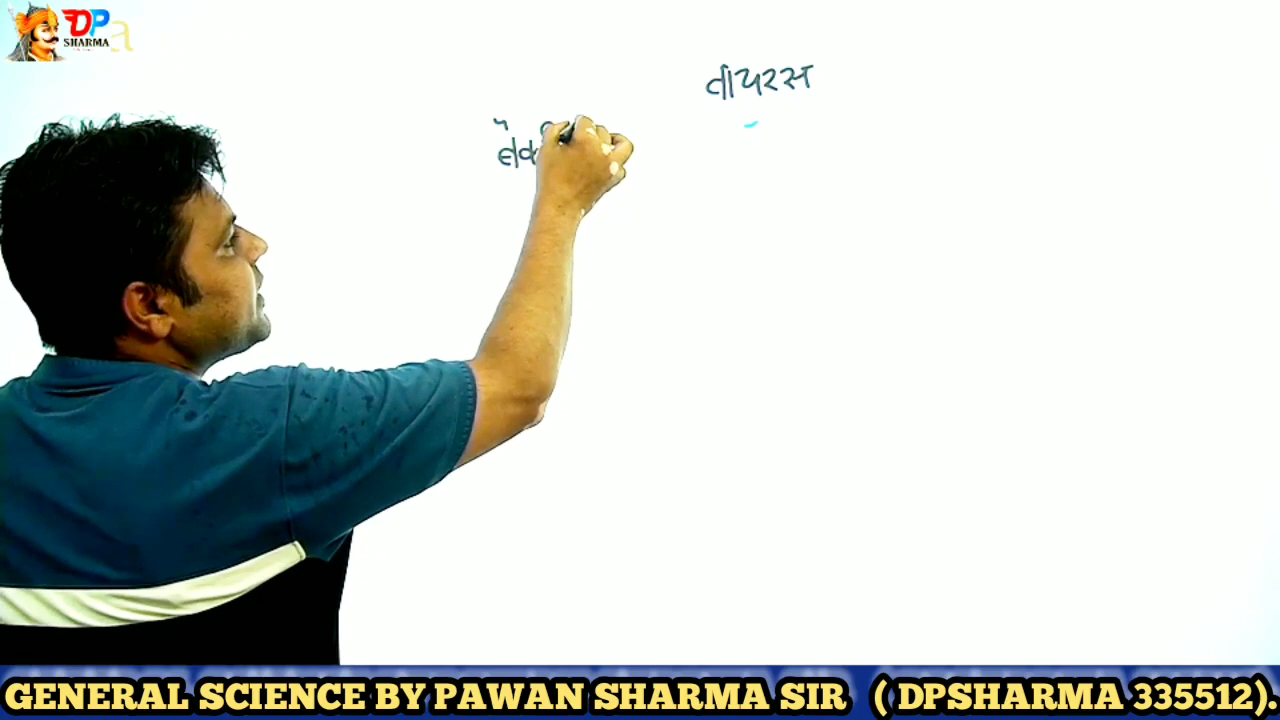 DP
SHARMA
वायरस
GENERAL SCIENCE BY PAWAN SHARMA SIR ( DPSHARMA 335512).